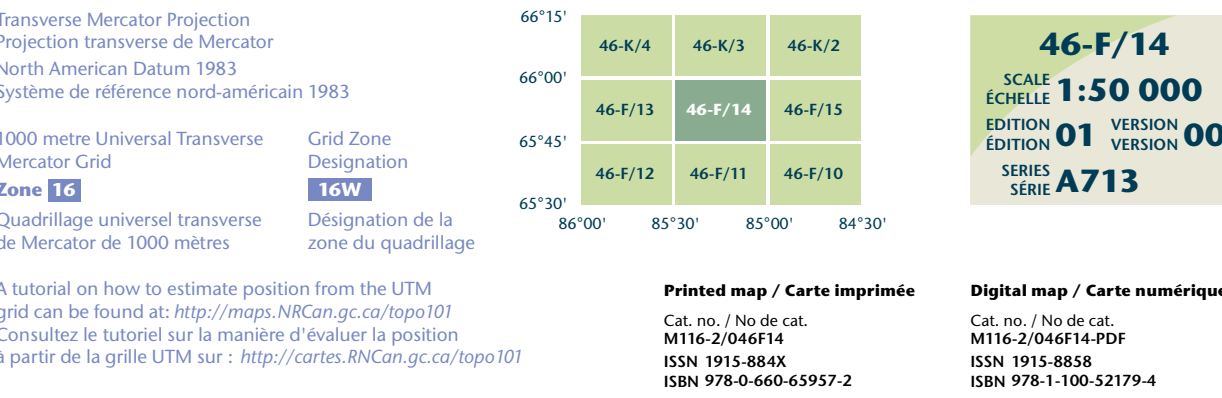 Transverse Mercator Projection
Projection transverse de Mercator
North American Datum 1983
Système de référence nord-américain 1983
1000 metre Universal Transverse
Mercator Grid
Zone 16
Quadrillage universel transverse
de Mercator de 1000 mètres
Grid Zone
Designation
16W
Désignation de la
zone du quadrillage
A tutorial on how to estimate position from the UTM
grid can be found at: http://maps.NRCan.gc.ca/topo101
Consultez le tutoriel sur la manière d'évaluer la position
à partir de la grille UTM sur : http://cartes.RNCan.gc.ca/topo101
66°15'
46-K/4 46-K/3 46-K/2
66°00'
46-F/13 46-F/14 46-F/15
65°45'
46-F/12 46-F/11 46-F/10
65°30'
86°00' 85°30' 85°00' 84°30'
46-F/14
SCALE
ÉCHELLE 1:50 000
EDITION
ÉDITION 01 VERSION
VERSION 00
SERIES
SÉRIE A713
Printed map / Carte imprimée
Cat. no. / No de cat.
M116-2/046F14
ISSN 1915-884X
ISBN 978-0-660-65957-2
Digital map / Carte numérique
Cat. no. / No de cat.
M116-2/046F14-PDF
ISSN 1915-8858
ISBN 978-1-100-52179-4